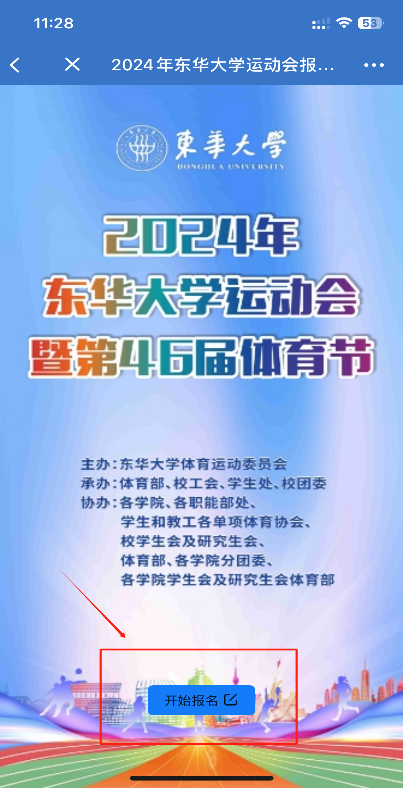 11:28
53
2024年东华大学运动会报...
東華大學
DONGHUA UNIVERSITY
2024年
东华大学运动会
暨第46届体育节
主办：东华大学体育运动委员会
承办：体育部、校工会、学生处、校团委
协办：各学院、各职能部处、
学生和教工各单项体育协会、
校学生会及研究生会、
体育部、各学院分团委、
各学院学生会及研究生会体育部
开始报名